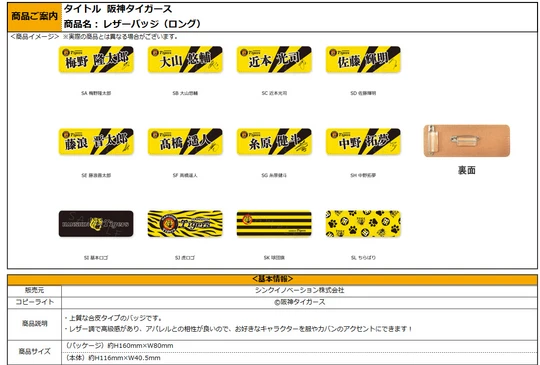 商品ご案内
タイトル 阪神タイガース
商品名： レザーバッジ（ロング）
<商品イメージ> ※実際の商品とは異なる場合がございます。
梅野 隆太郎
大山 悠輔
近本 光司
佐藤 輝明
SA 梅野隆太郎
SB 大山悠輔
SC 近本光司
SD 佐藤輝明
藤浪 晋太郎
髙橋 遥人
糸原 健斗
中野 拓夢
裏面
SE 藤浪晋太郎
SF 髙橋遥人
SG 糸原健斗
SH 中野拓夢
HANSHIN Tigers
Tigers
SI 基本ロゴ
SJ 虎ロゴ
SK 球団旗
SL ちらばり
<基本情報>
販売元
シンクイノベーション株式会社
コピーライト
©阪神タイガース
商品説明
・上質な合皮タイプのバッジです。
・レザー調で高級感があり、アパレルとの相性が良いので、お好きなキャラクターを服やカバンのアクセントにできます！
商品サイズ
（パッケージ）約H160mm×W80mm
（本体）約H116mm×W40.5mm